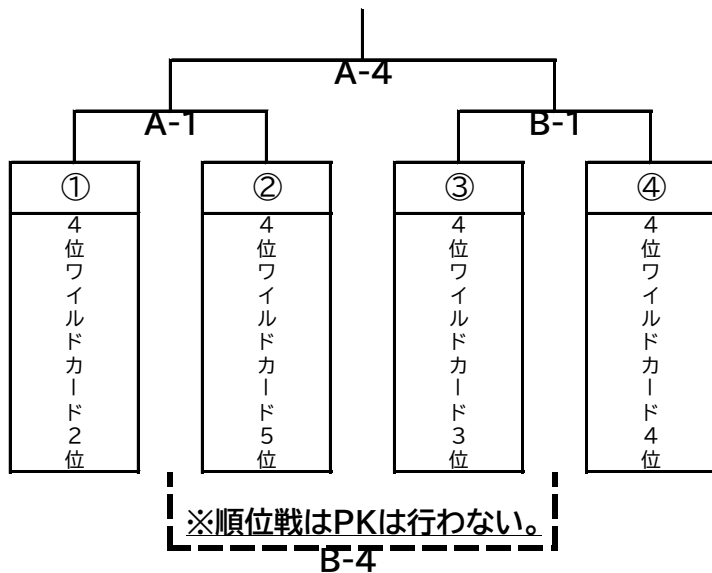 A-4
A-1
B-1
①
②
③
④
4位ワイルドカード2位
4位ワイルドカード5位
4位ワイルドカード3位
4位ワイルドカード4位
※順位戦はPKは行わない。
B-4